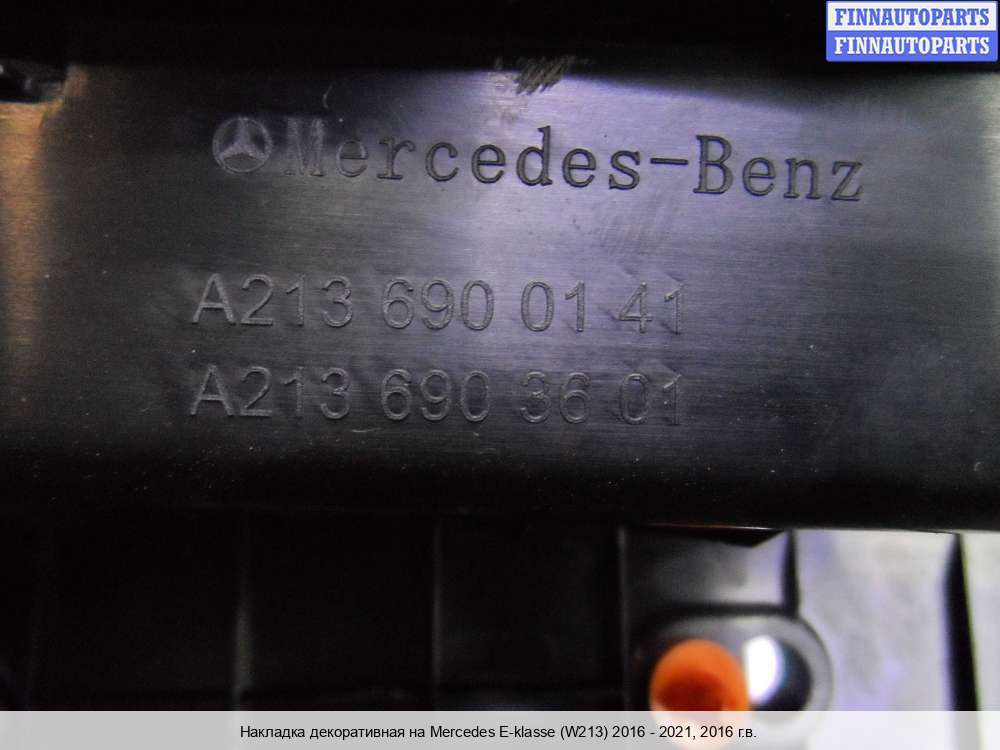 FINNAUTOPARTS
FINNAUTOPARTS
Mercedes-Benz
A213 690 01 41
A213 690 36 01
Накладка декоративная на Mercedes E-klasse (W213) 2016 - 2021, 2016 г.в.